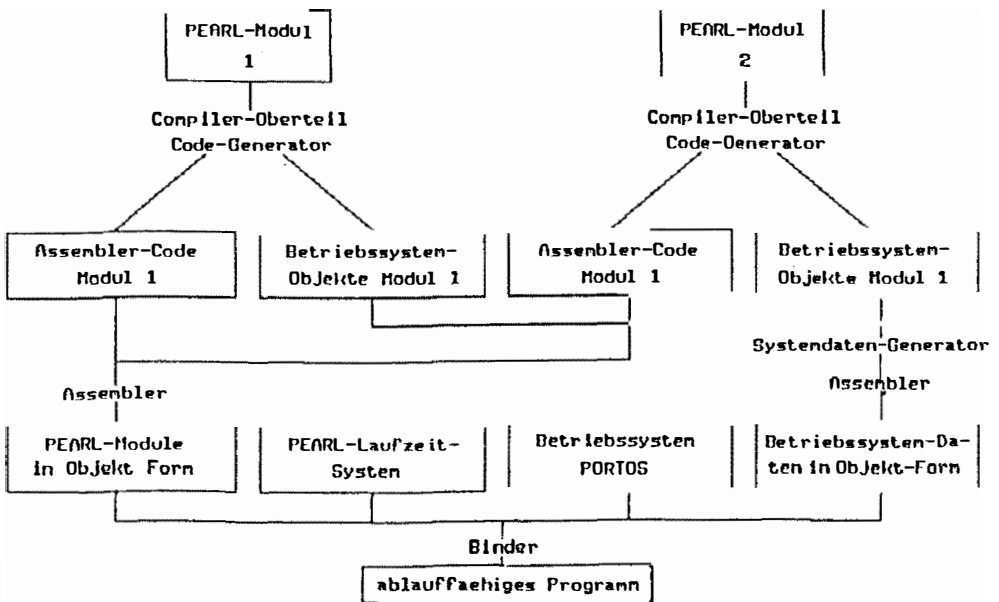 PEARL-Modul
1
PEARL-Modul
2
Compiler-Oberteil
Code-Generator
Compiler-Oberteil
Code-Oenerator
Assembler-Code
Modul 1
Betriebssystem-
Objekte Modul 1
Assembler-Code
Modul 1
Betriebssystem-
Objekte Modul 1
Systemdaten-Generator
Assembler
Assembler
PEARL-Module
in Objekt Form
PEARL-Laufzeit-
System
Betriebssystem
PORTOS
Betriebssystem-Da-
ten in Objekt-Form
Binder
ablauffaehiges Programm